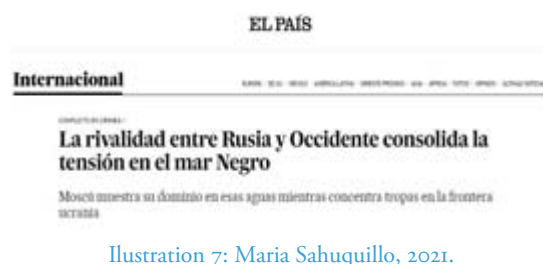 EL PAÍS
Internacional
La rivalidad entre Rusia y Occidente consolida la
tensión en el mar Negro
Moscú muestra su dominio en esas aguas mientras concentra tropas en la frontera
ucrania
Ilustration 7: Maria Sahuquillo, 2021.